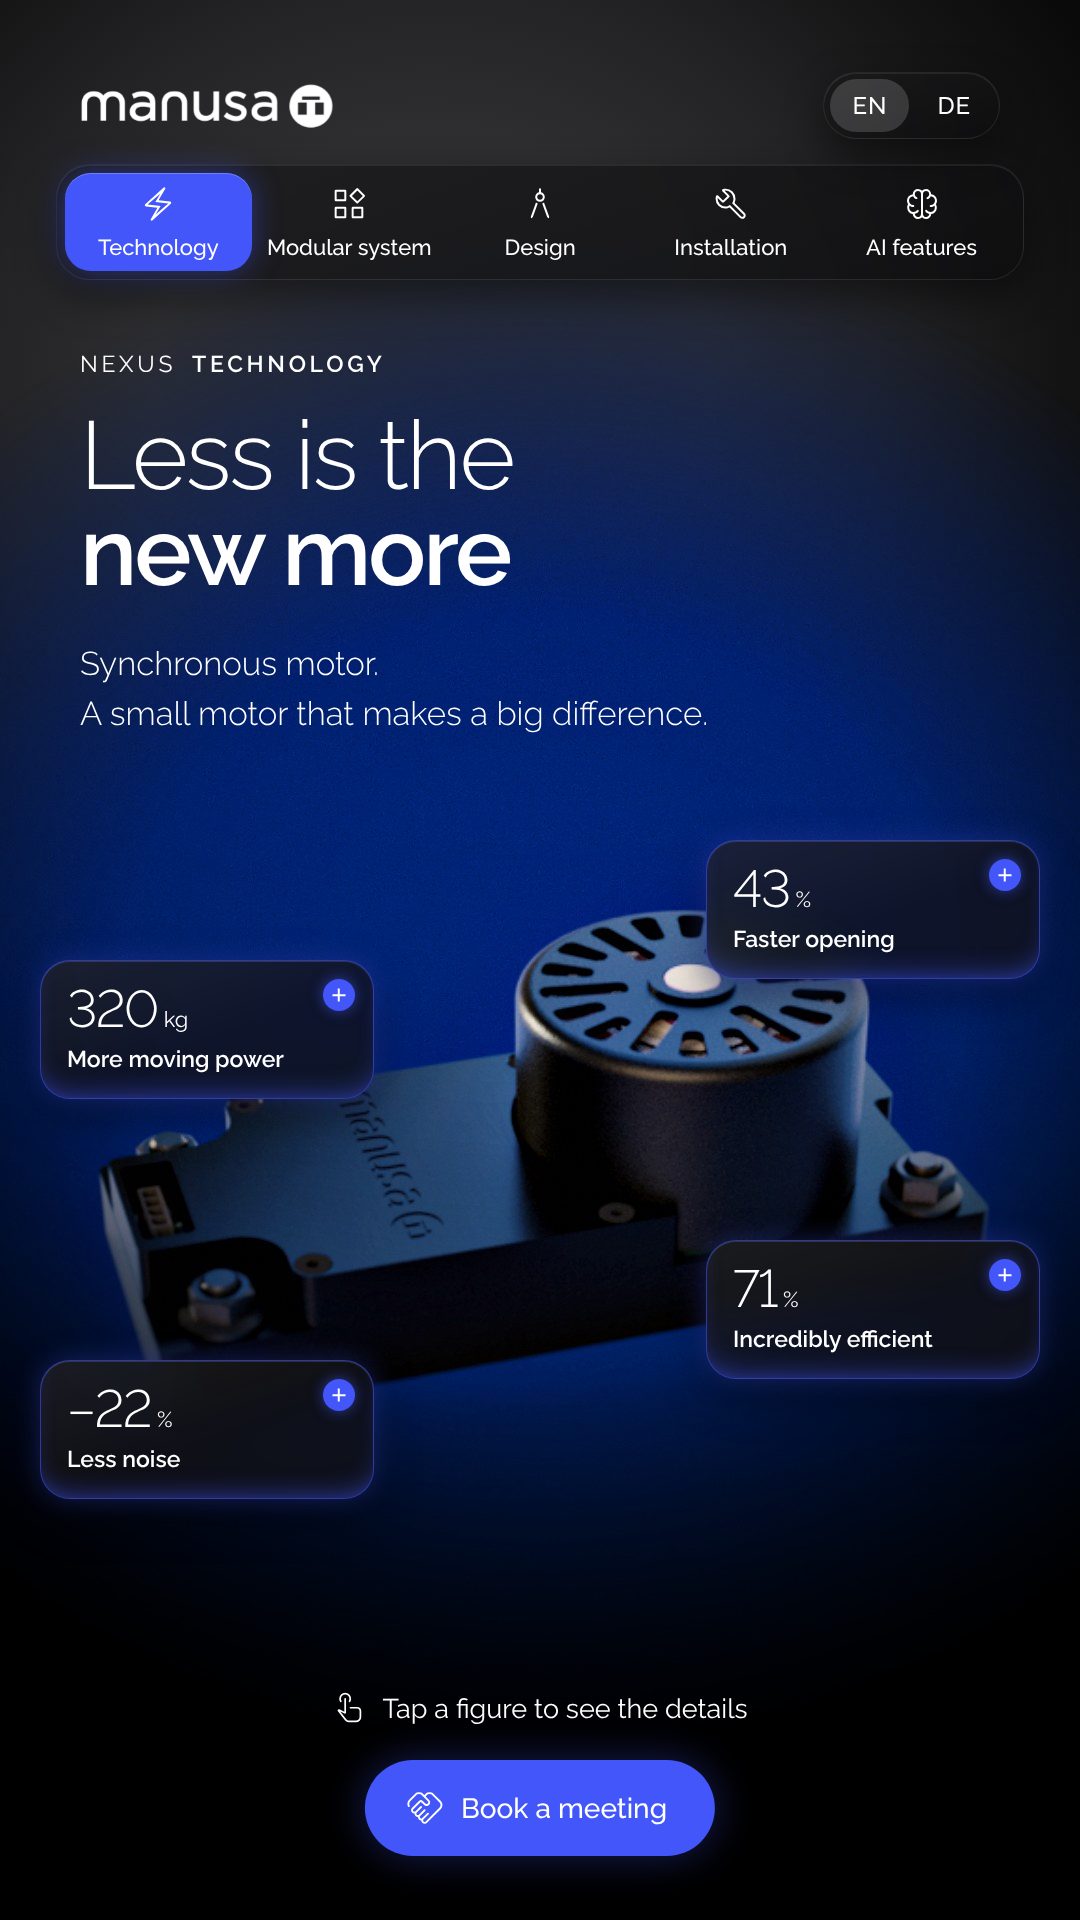 manusa
EN DE
Technology Modular system Design Installation AI features
NEXUS TECHNOLOGY
Less is the
new more
Synchronous motor.
A small motor that makes a big difference.
43 %
Faster opening
320 kg
More moving power
manusa
71 %
Incredibly efficient
−22 %
Less noise
Tap a figure to see the details
Book a meeting